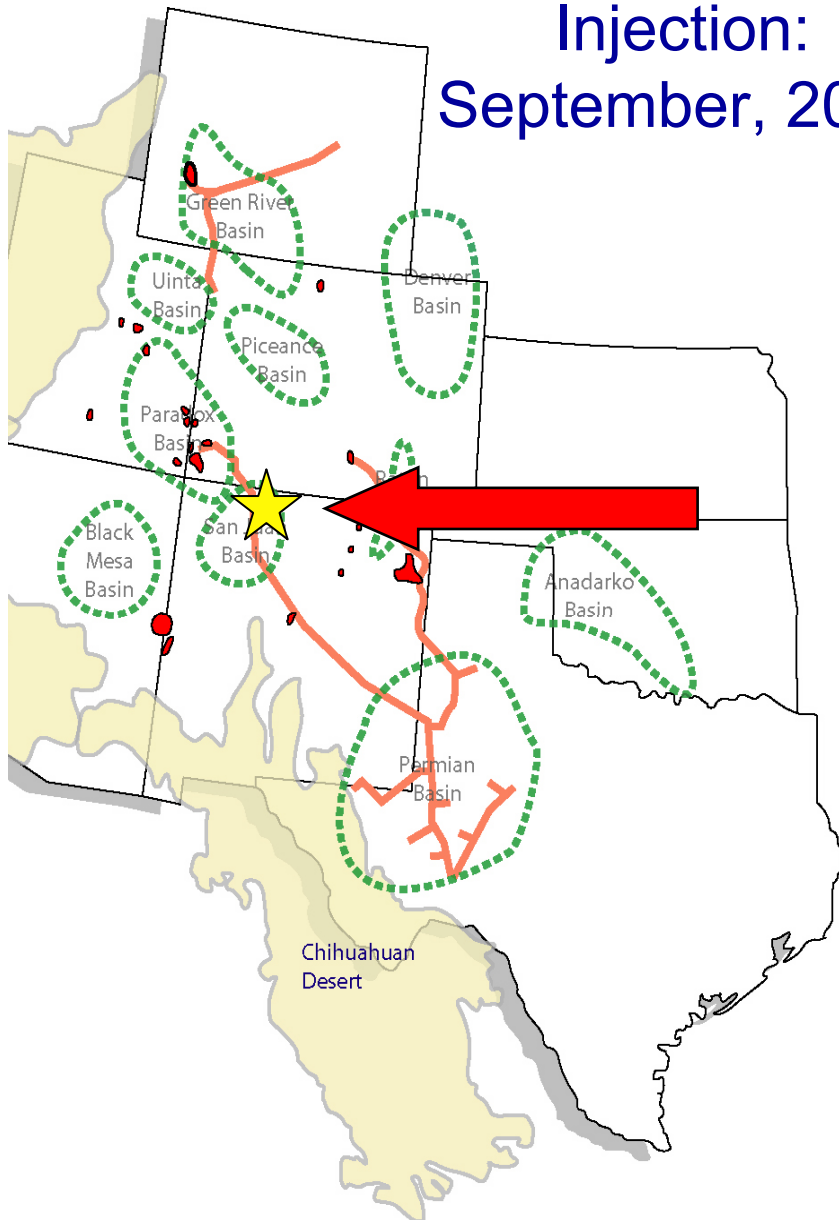 Injection:
September, 20
Green River
Basin
Uinta
Basin
Denver
Basin
Piceance
Basin
Paradox
Basin
Black
Mesa
Basin
San
Basin
Anadarko
Basin
Permian
Basin
Chihuahuan
Desert